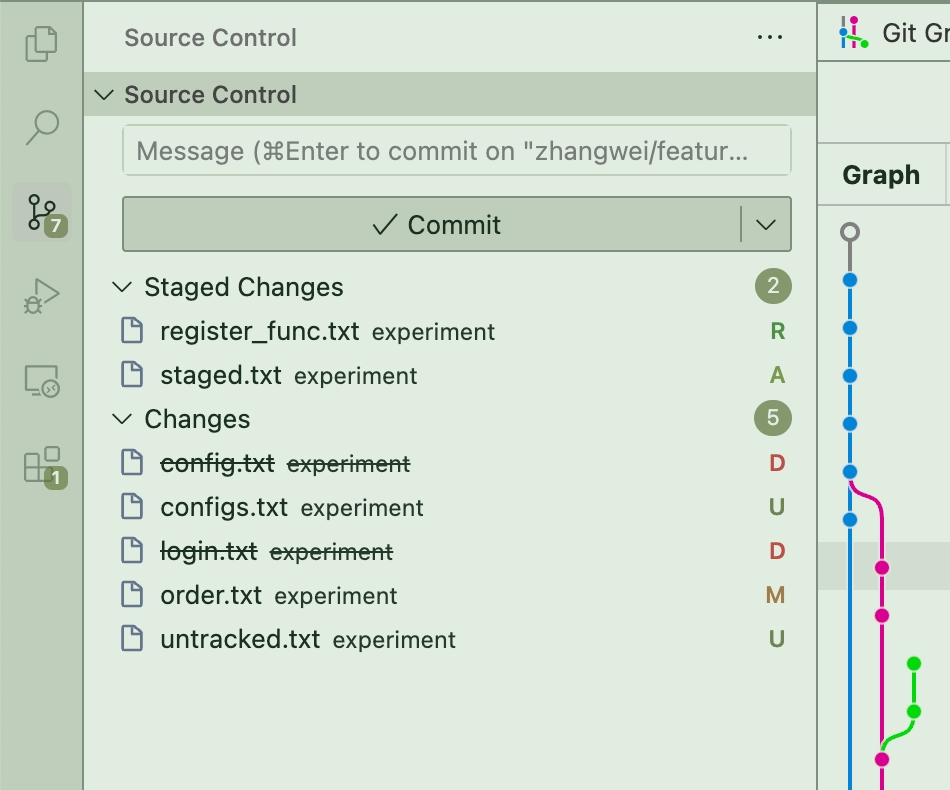 Source Control
Source Control
Message (⌘Enter to commit on "zhangwei/featur...
Commit
Staged Changes 2
register_func.txt experiment R
staged.txt experiment A
Changes 5
config.txt experiment D
configs.txt experiment U
login.txt experiment D
order.txt experiment M
untracked.txt experiment U
7
1
Git Gr
Graph